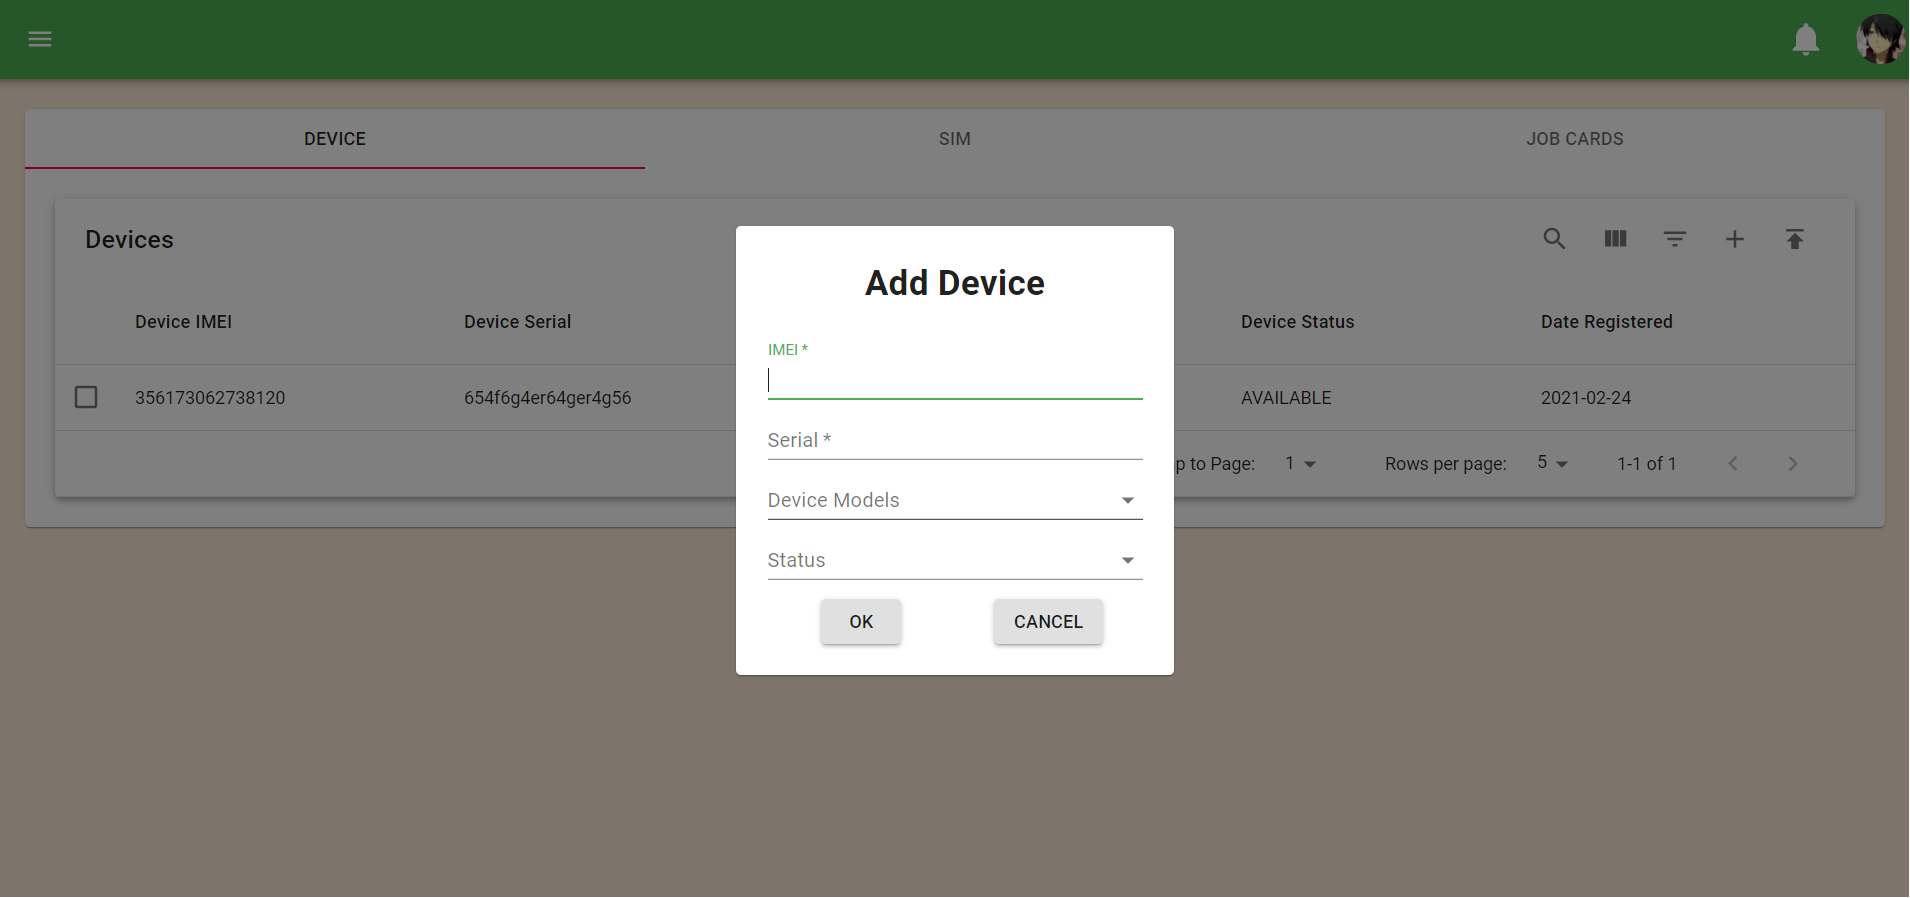 DEVICE SIM JOB CARDS
Devices
Device IMEI Device Serial Device Status Date Registered
356173062738120 654f6g4er64ger4g56 AVAILABLE 2021-02-24
to Page: 1 Rows per page: 5 1-1 of 1
Add Device
IMEI *
Serial *
Device Models
Status
OK CANCEL